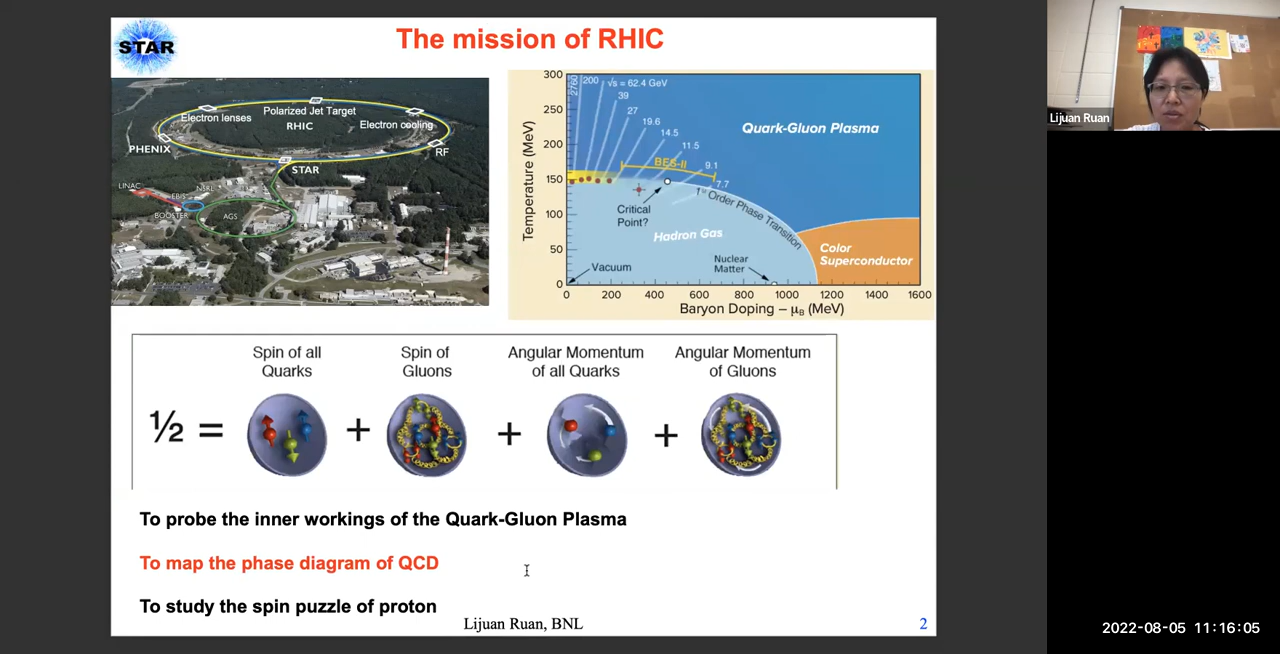 STAR
The mission of RHIC
Electron lenses
Polarized Jet Target
RHIC
Electron cooling
PHENIX
RF
STAR
LINAC
EBIS
NSRL
BOOSTER
AGS
Temperature (MeV)
300
250
200
150
100
50
0
2760
200
√s = 62.4 GeV
39
27
19.6
14.5
11.5
9.1
7.7
BES-II
Quark-Gluon Plasma
Critical
Point?
1st Order Phase Transition
Hadron Gas
Color
Superconductor
Vacuum
Nuclear
Matter
0 200 400 600 800 1000 1200 1400 1600
Baryon Doping – μB (MeV)
Spin of all
Quarks
Spin of
Gluons
Angular Momentum
of all Quarks
Angular Momentum
of Gluons
½ = + + +
To probe the inner workings of the Quark-Gluon Plasma
To map the phase diagram of QCD
To study the spin puzzle of proton
Lijuan Ruan, BNL
2
Lijuan Ruan
2022-08-05 11:16:05